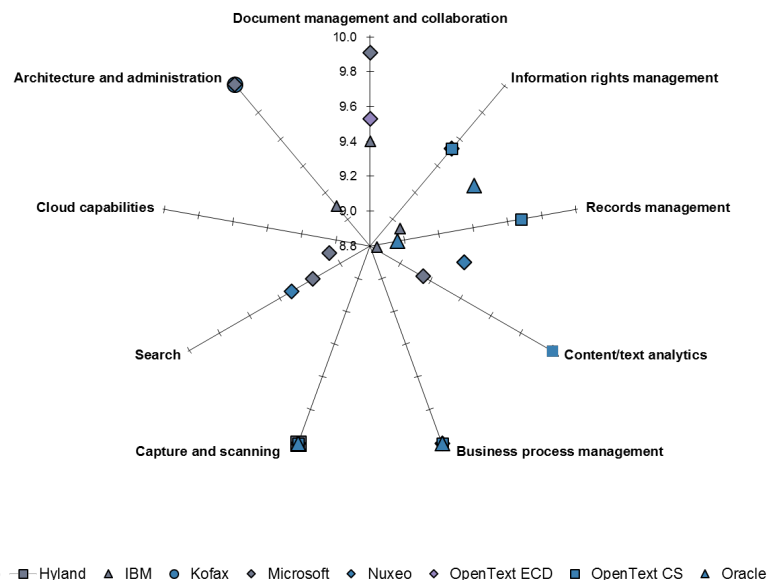 Document management and collaboration
10.0
Architecture and administration
Information rights management
9.8
9.6
9.4
9.2
Cloud capabilities
9.0
Records management
8.8
Search
Content/text analytics
Capture and scanning
Business process management
Hyland IBM Kofax Microsoft Nuxeo OpenText ECD OpenText CS Oracle